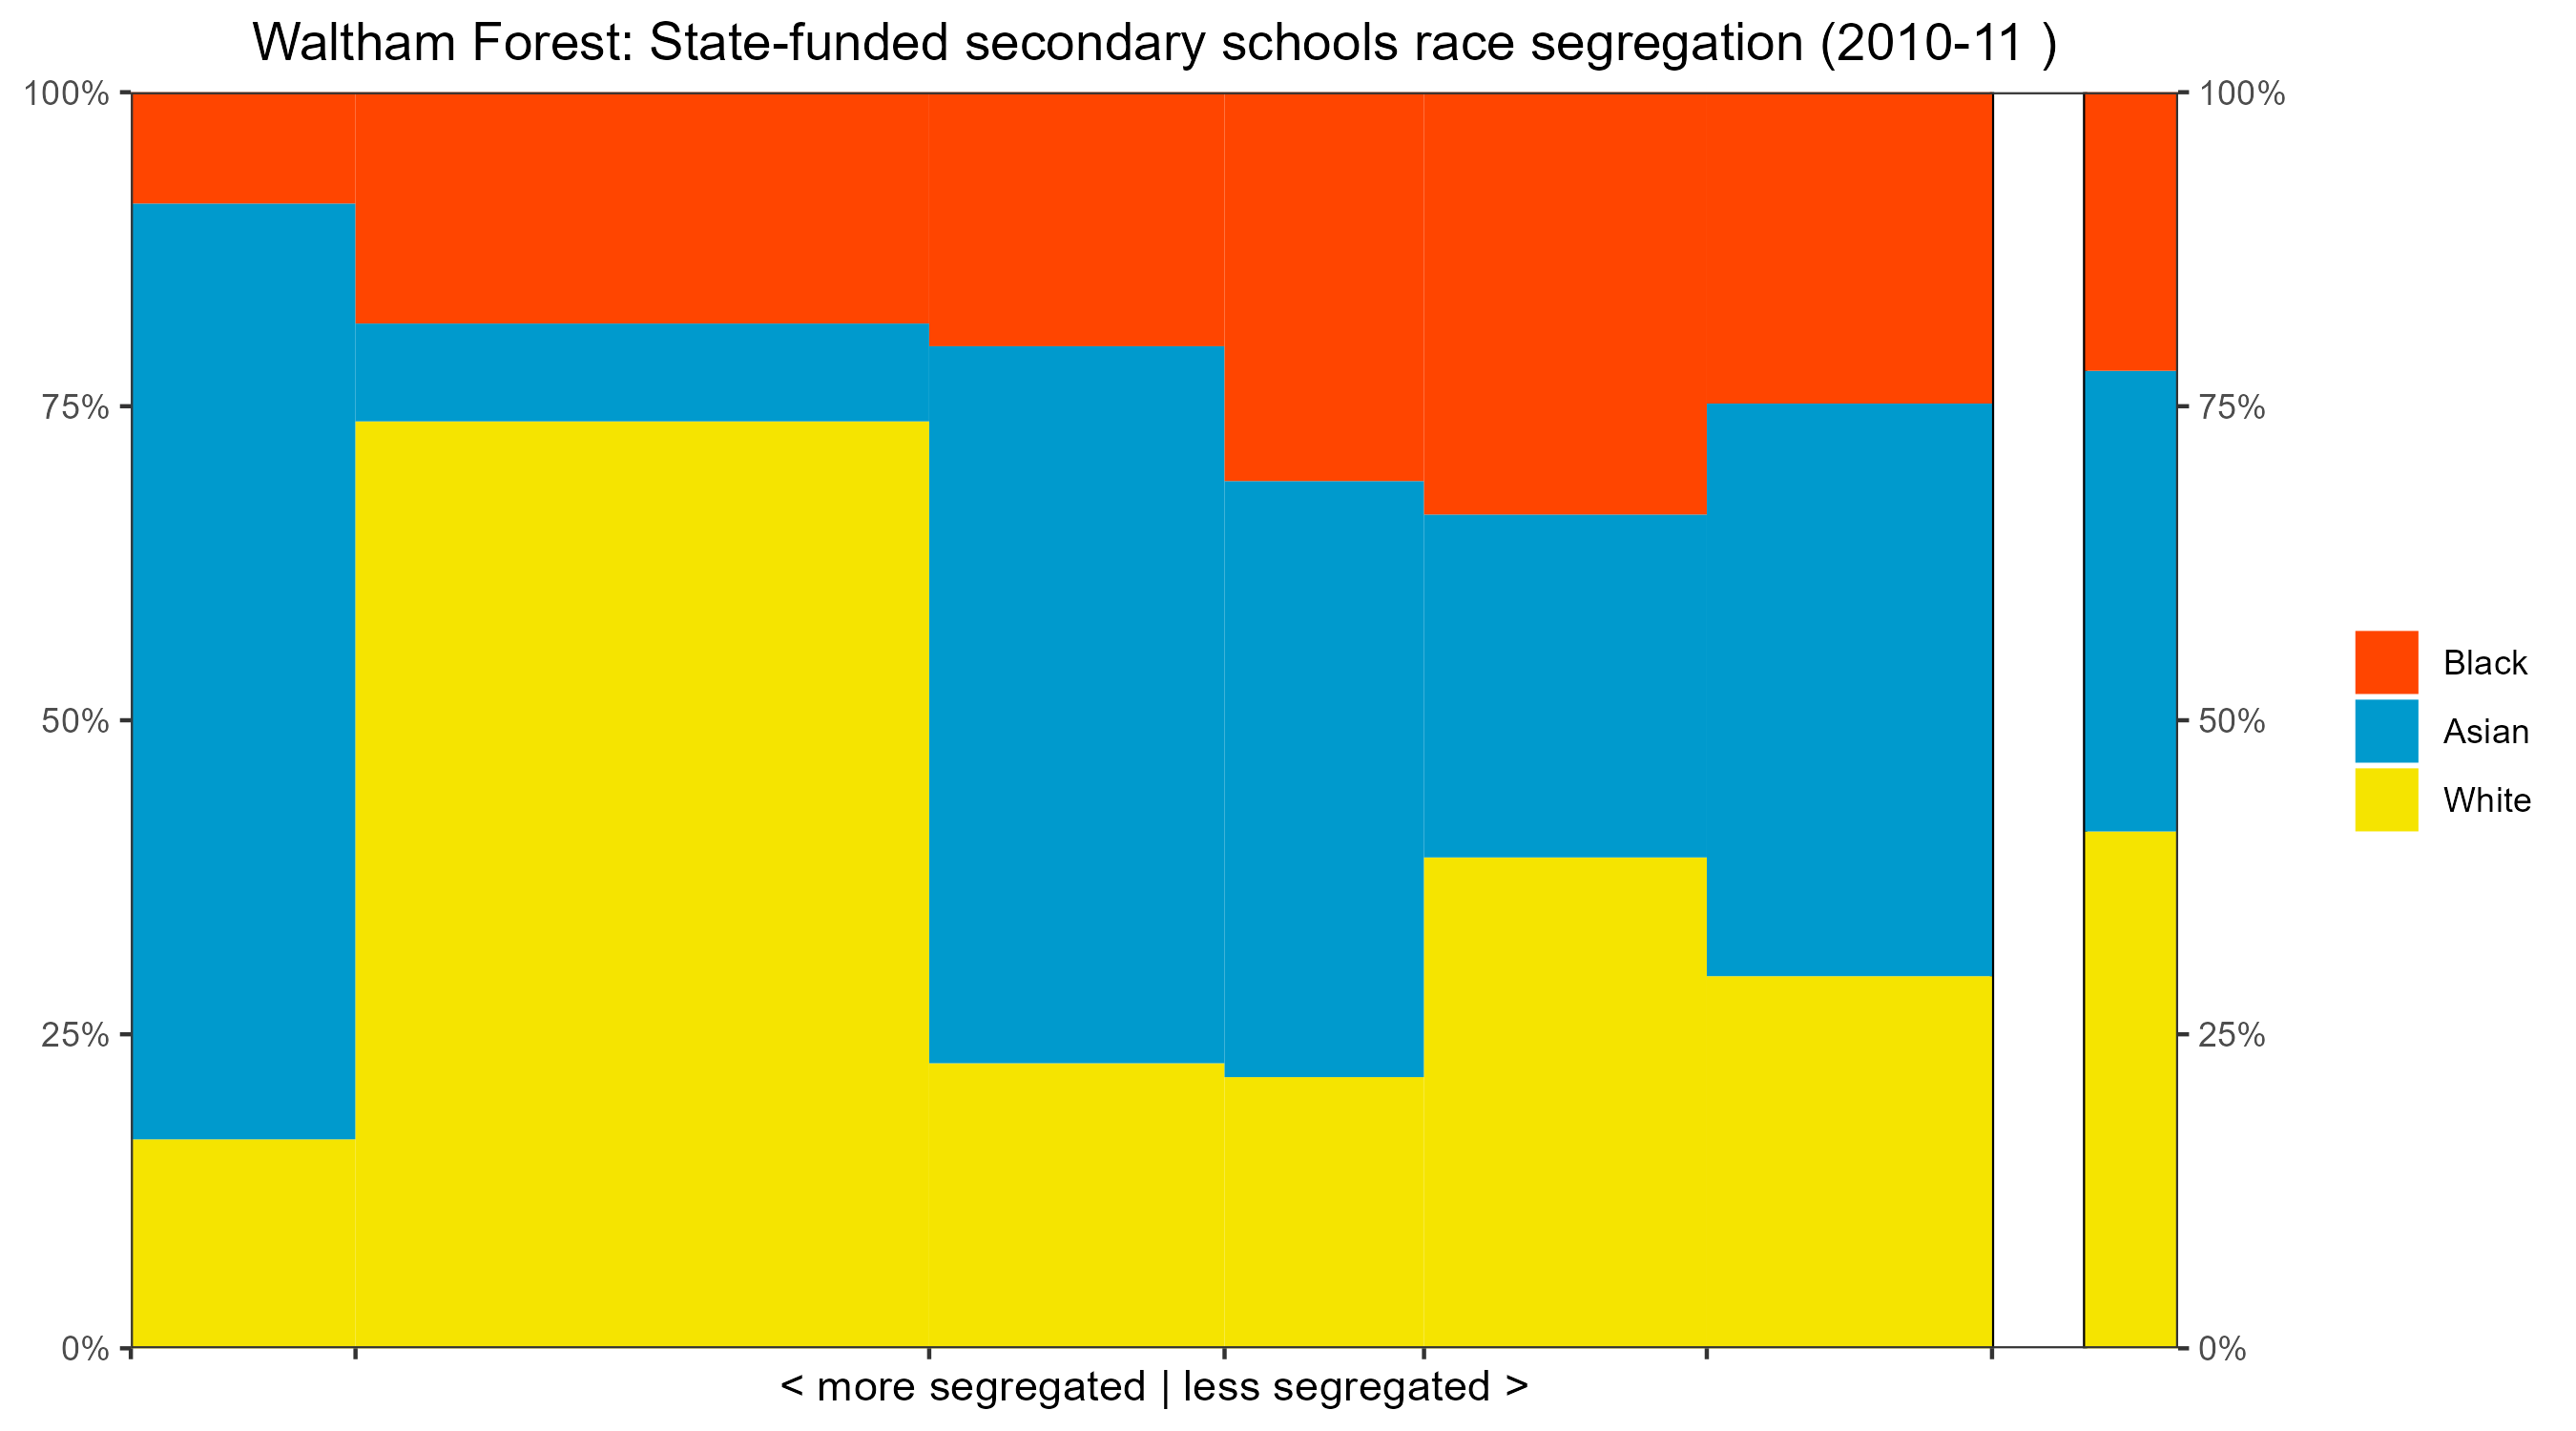 Waltham Forest: State-funded secondary schools race segregation (2010-11 )
100%
75%
50%
25%
0%
100%
75%
50%
25%
0%
Black
Asian
White
< more segregated | less segregated >